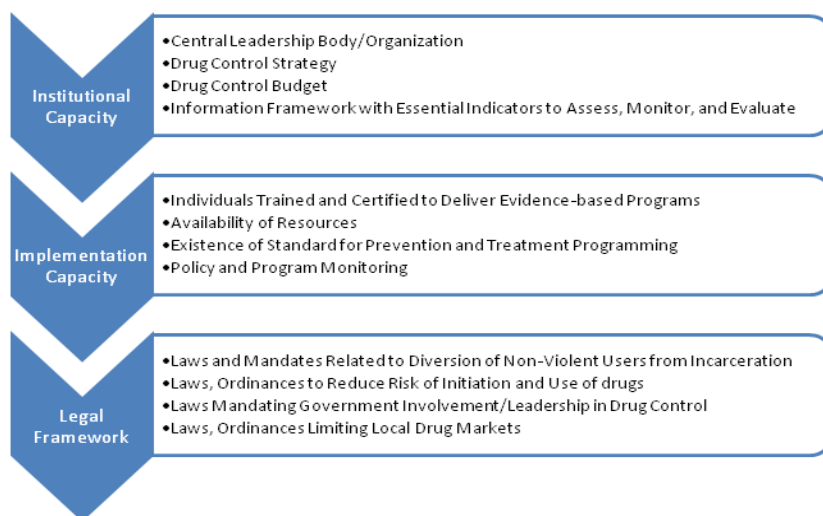 Institutional
Capacity
•Central Leadership Body/Organization
•Drug Control Strategy
•Drug Control Budget
•Information Framework with Essential Indicators to Assess, Monitor, and Evaluate
Implementation
Capacity
•Individuals Trained and Certified to Deliver Evidence-based Programs
•Availability of Resources
•Existence of Standard for Prevention and Treatment Programming
•Policy and Program Monitoring
Legal
Framework
•Laws and Mandates Related to Diversion of Non-Violent Users from Incarceration
•Laws, Ordinances to Reduce Risk of Initiation and Use of drugs
•Laws Mandating Government Involvement/Leadership in Drug Control
•Laws, Ordinances Limiting Local Drug Markets